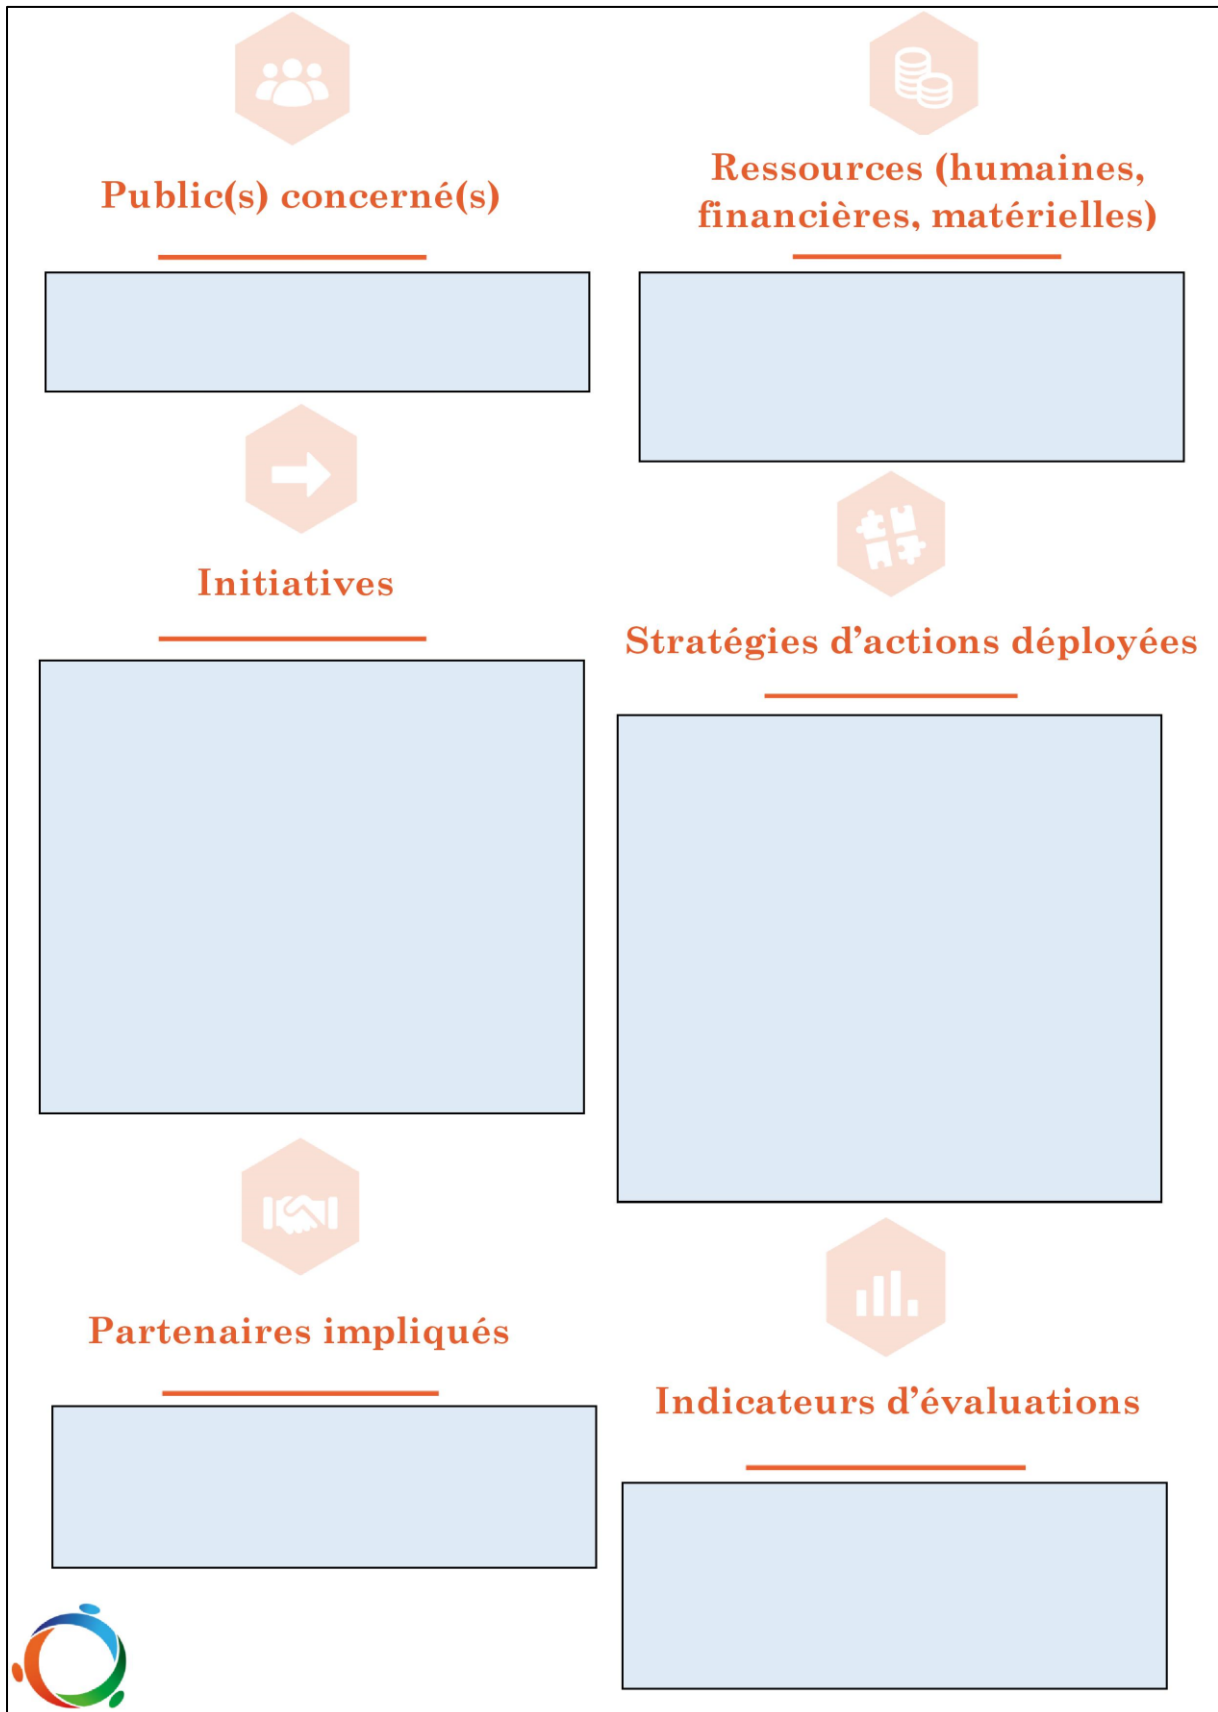 Public(s) concerné(s)
Ressources (humaines,
financières, matérielles)
Initiatives
Stratégies d’actions déployées
Partenaires impliqués
Indicateurs d’évaluations